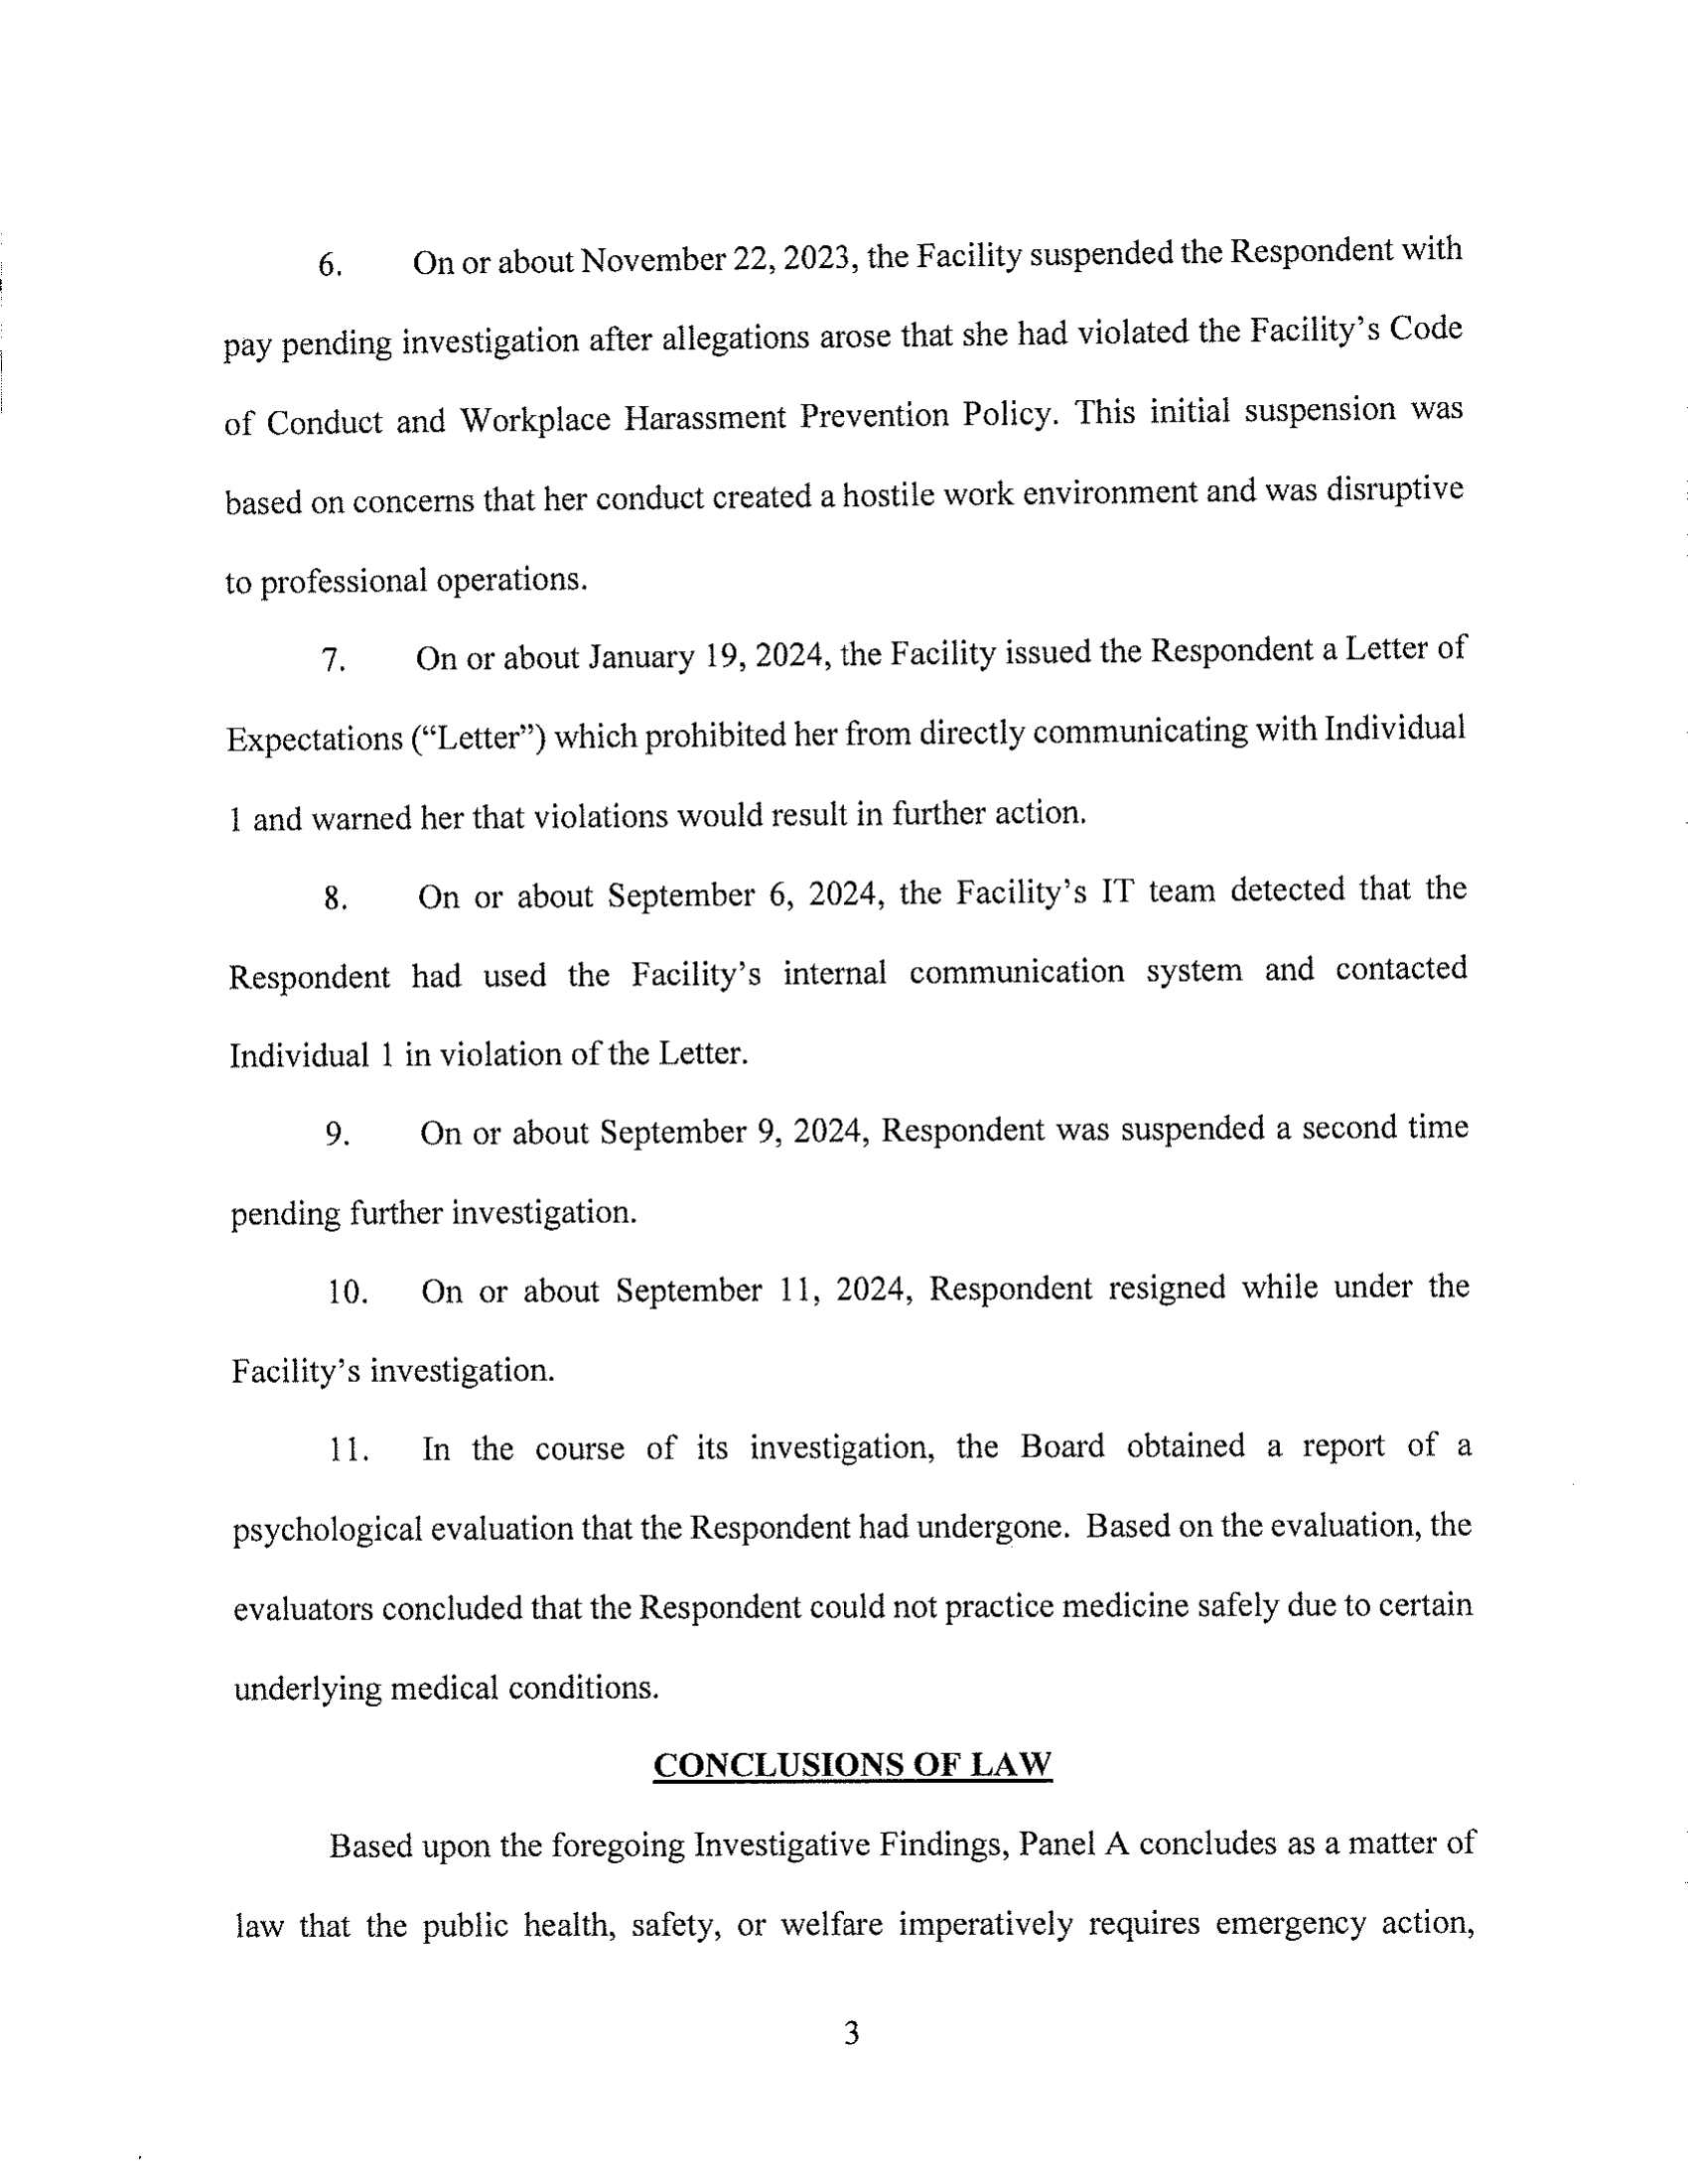 6. On or about November 22, 2023, the Facility suspended the Respondent with
pay pending investigation after allegations arose that she had violated the Facility's Code
of Conduct and Workplace Harassment Prevention Policy. This initial suspension was
based on concerns that her conduct created a hostile work environment and was disruptive
to professional operations.
7. On or about January 19, 2024, the Facility issued the Respondent a Letter of
Expectations (“Letter”) which prohibited her from directly communicating with Individual
1 and warned her that violations would result in further action.
8. On or about September 6, 2024, the Facility's IT team detected that the
Respondent had used the Facility's internal communication system and contacted
Individual 1 in violation of the Letter.
9. On or about September 9, 2024, Respondent was suspended a second time
pending further investigation.
10. On or about September 11, 2024, Respondent resigned while under the
Facility's investigation.
11. In the course of its investigation, the Board obtained a report of a
psychological evaluation that the Respondent had undergone. Based on the evaluation, the
evaluators concluded that the Respondent could not practice medicine safely due to certain
underlying medical conditions.
CONCLUSIONS OF LAW
Based upon the foregoing Investigative Findings, Panel A concludes as a matter of
law that the public health, safety, or welfare imperatively requires emergency action,
3